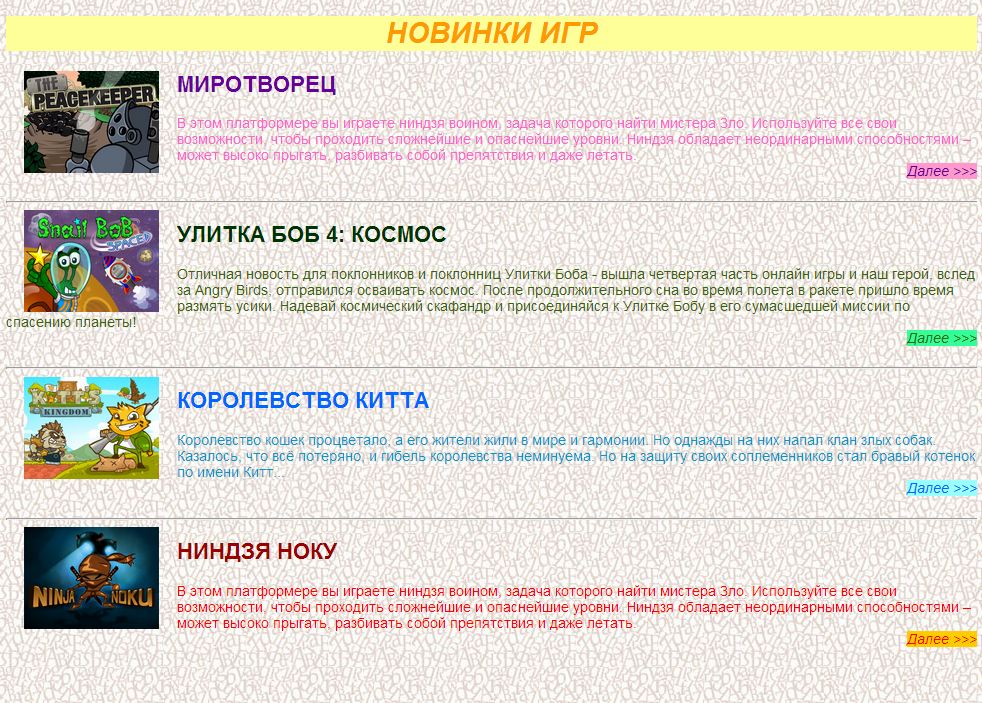 НОВИНКИ ИГР
THE
PEACEKEEPER
МИРОТВОРЕЦ
В этом платформере вы играете ниндзя воином, задача которого найти мистера Зло. Используйте все свои
возможности, чтобы проходить сложнейшие и опаснейшие уровни. Ниндзя обладает неординарными способностями –
может высоко прыгать, разбивать собой препятствия и даже летать.
Далее >>>
Snail Bob
SPACE
УЛИТКА БОБ 4: КОСМОС
Отличная новость для поклонников и поклонниц Улитки Боба - вышла четвертая часть онлайн игры и наш герой, вслед
за Angry Birds, отправился осваивать космос. После продолжительного сна во время полета в ракете пришло время
размять усики. Надевай космический скафандр и присоединяйся к Улитке Бобу в его сумасшедшей миссии по
спасению планеты!
Далее >>>
KITT'S
KINGDOM
КОРОЛЕВСТВО КИТТА
Королевство кошек процветало, а его жители жили в мире и гармонии. Но однажды на них напал клан злых собак.
Казалось, что всё потеряно, и гибель королевства неминуема. Но на защиту своих соплеменников стал бравый котенок
по имени Китт...
Далее >>>
NINJA NOKU
НИНДЗЯ НОКУ
В этом платформере вы играете ниндзя воином, задача которого найти мистера Зло. Используйте все свои
возможности, чтобы проходить сложнейшие и опаснейшие уровни. Ниндзя обладает неординарными способностями –
может высоко прыгать, разбивать собой препятствия и даже летать.
Далее >>>